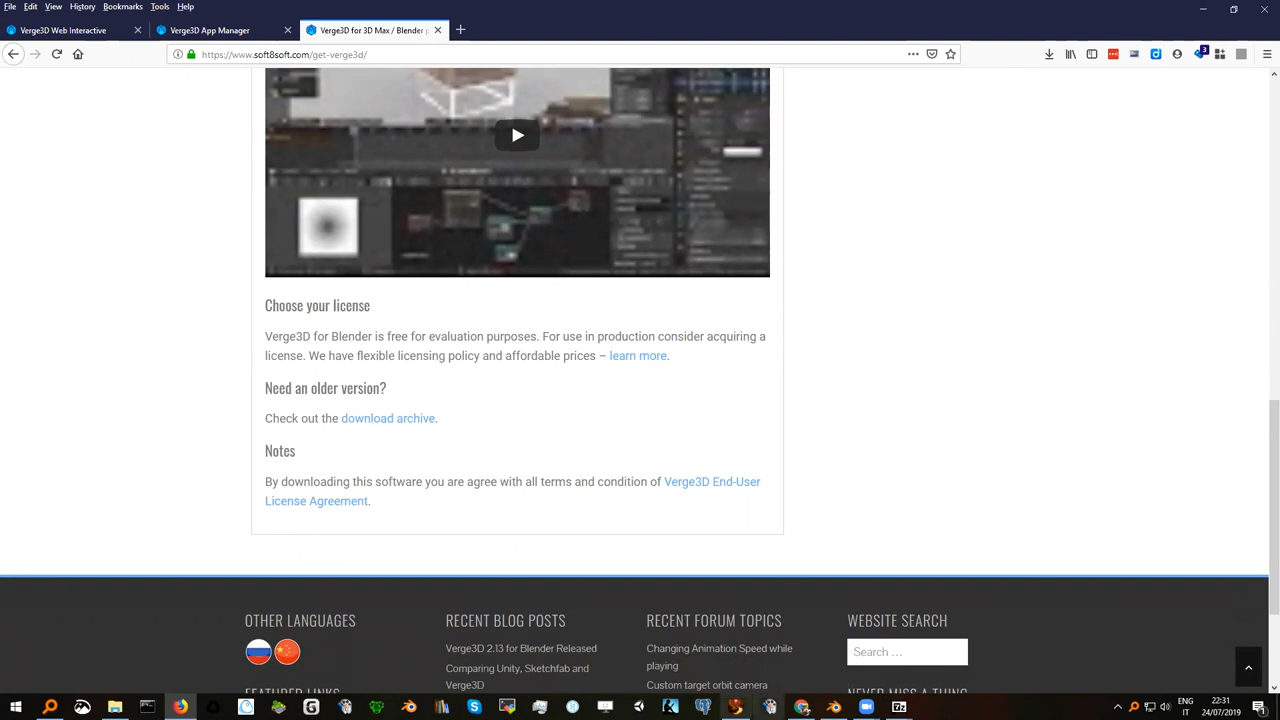 File Edit View History Bookmarks Tools Help
Verge3D Web Interactive
Verge3D App Manager
Verge3D for 3D Max / Blender p
https://www.soft8soft.com/get-verge3d/
3
Choose your license
Verge3D for Blender is free for evaluation purposes. For use in production consider acquiring a
license. We have flexible licensing policy and affordable prices – learn more.
Need an older version?
Check out the download archive.
Notes
By downloading this software you are agree with all terms and condition of Verge3D End-User
License Agreement.
OTHER LANGUAGES
RECENT BLOG POSTS
RECENT FORUM TOPICS
WEBSITE SEARCH
Verge3D 2.13 for Blender Released
Comparing Unity, Sketchfab and
Verge3D
Changing Animation Speed while
playing
Custom target orbit camera
Search …
FEATURED LINKS
NEVER MISS A THING
ENG
IT
22:31
24/07/2019